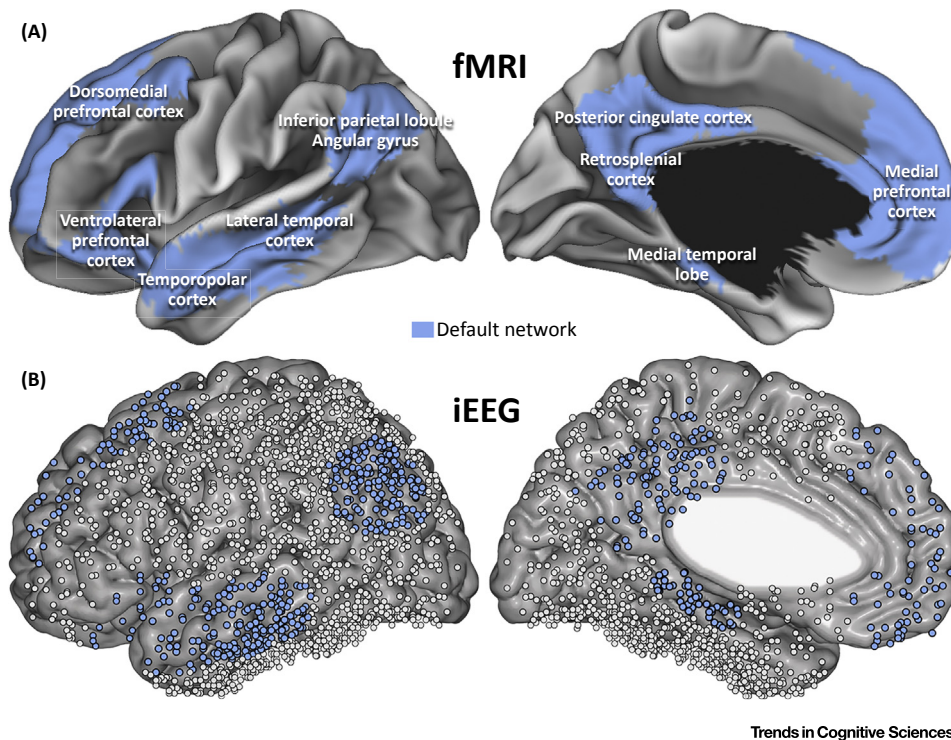 (A)
fMRI
Dorsomedial
prefrontal cortex
Inferior parietal lobule
Angular gyrus
Ventrolateral
prefrontal
cortex
Lateral temporal
cortex
Temporopolar
cortex
Posterior cingulate cortex
Retrosplenial
cortex
Medial
prefrontal
cortex
Medial temporal
lobe
Default network
(B)
iEEG
Trends in Cognitive Sciences